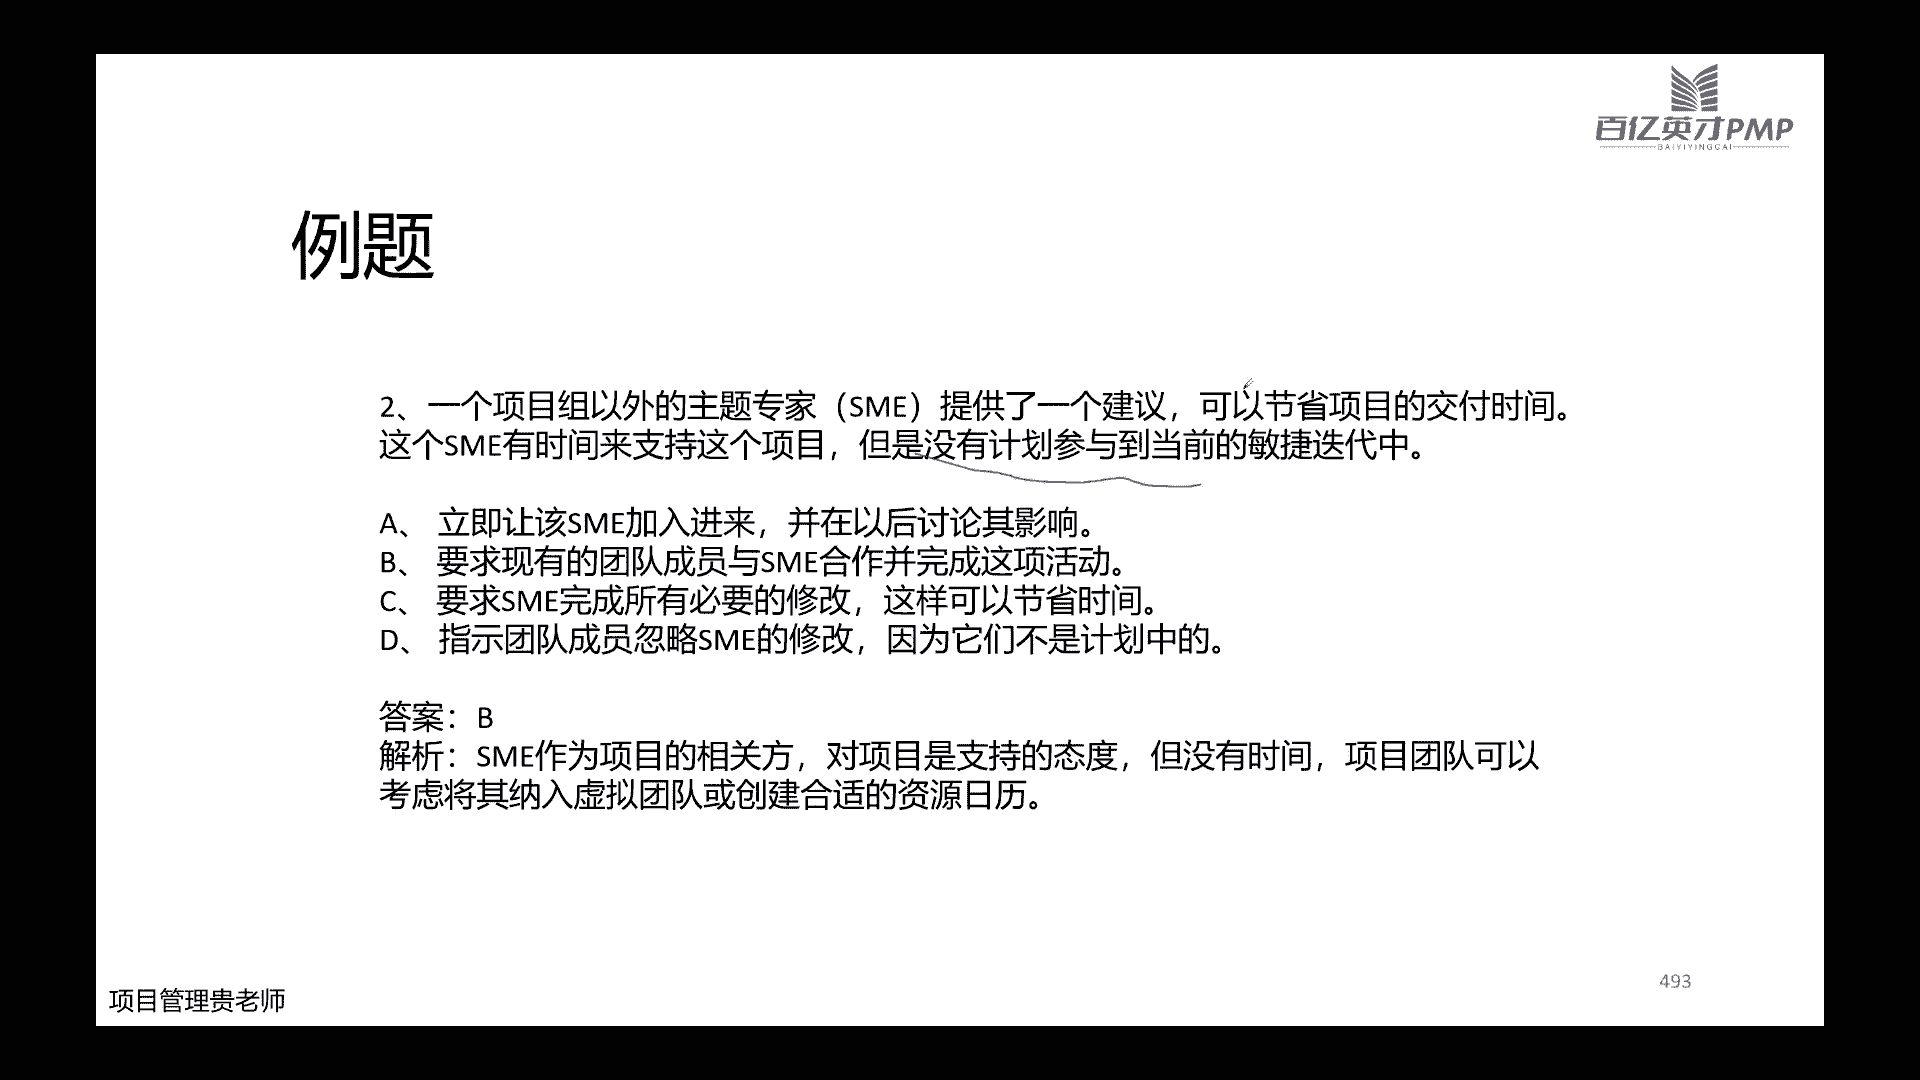 百亿英才PMP
BAIYIYINGCAI
例题
2、一个项目组以外的主题专家（SME）提供了一个建议，可以节省项目的交付时间。
这个SME有时间来支持这个项目，但是没有计划参与到当前的敏捷迭代中。
A、 立即让该SME加入进来，并在以后讨论其影响。
B、 要求现有的团队成员与SME合作并完成这项活动。
C、 要求SME完成所有必要的修改，这样可以节省时间。
D、 指示团队成员忽略SME的修改，因为它们不是计划中的。
答案：B
解析：SME作为项目的相关方，对项目是支持的态度，但没有时间，项目团队可以
考虑将其纳入虚拟团队或创建合适的资源日历。
493
项目管理贵老师